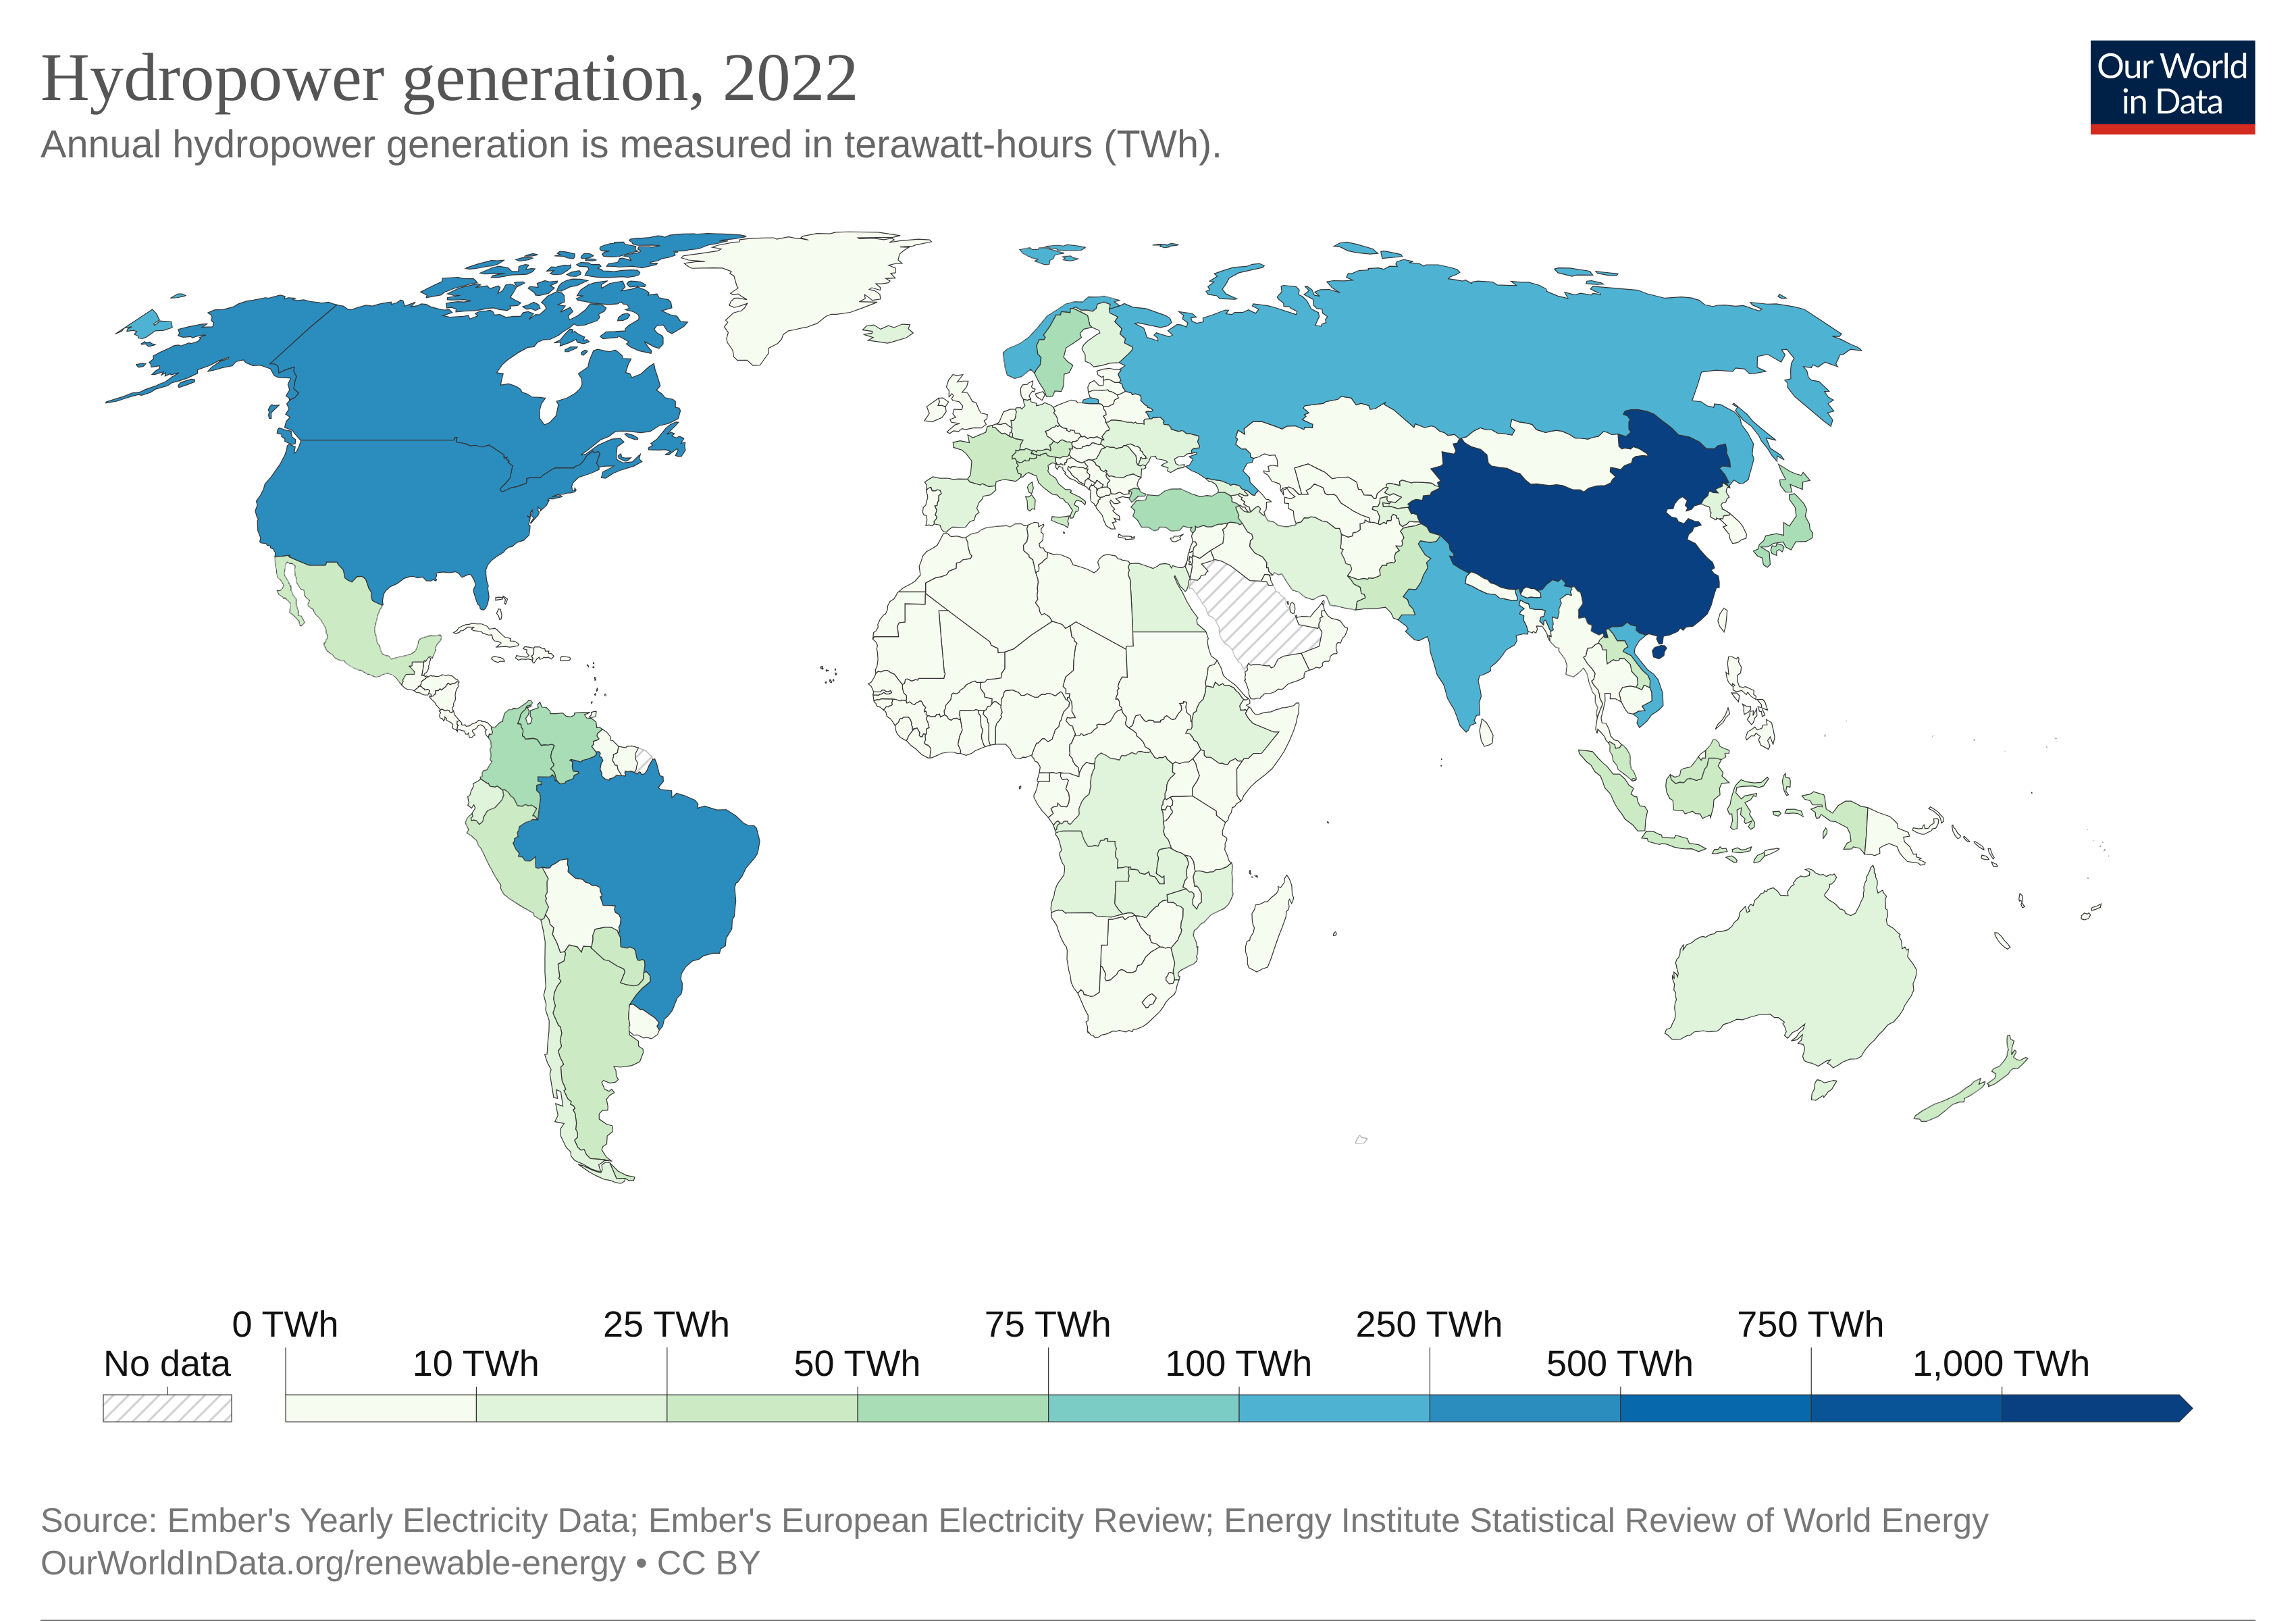 Hydropower generation, 2022
Annual hydropower generation is measured in terawatt-hours (TWh).
Our World
in Data
0 TWh
25 TWh
75 TWh
250 TWh
750 TWh
No data
10 TWh
50 TWh
100 TWh
500 TWh
1,000 TWh
Source: Ember's Yearly Electricity Data; Ember's European Electricity Review; Energy Institute Statistical Review of World Energy
OurWorldInData.org/renewable-energy • CC BY